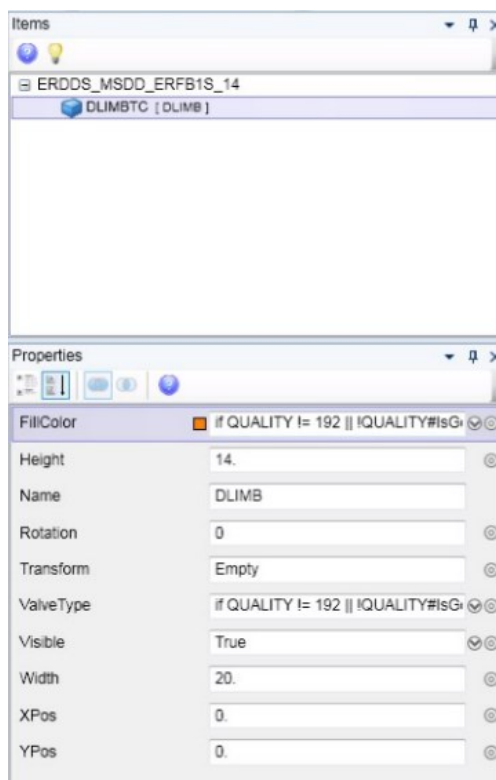 Items
ERDDS_MSDD_ERFB1S_14
DLIMBTC [ DLIMB ]
Properties
FillColor if QUALITY != 192 || !QUALITY#IsG
Height 14.
Name DLIMB
Rotation 0
Transform Empty
ValveType if QUALITY != 192 || !QUALITY#IsG
Visible True
Width 20.
XPos 0.
YPos 0.